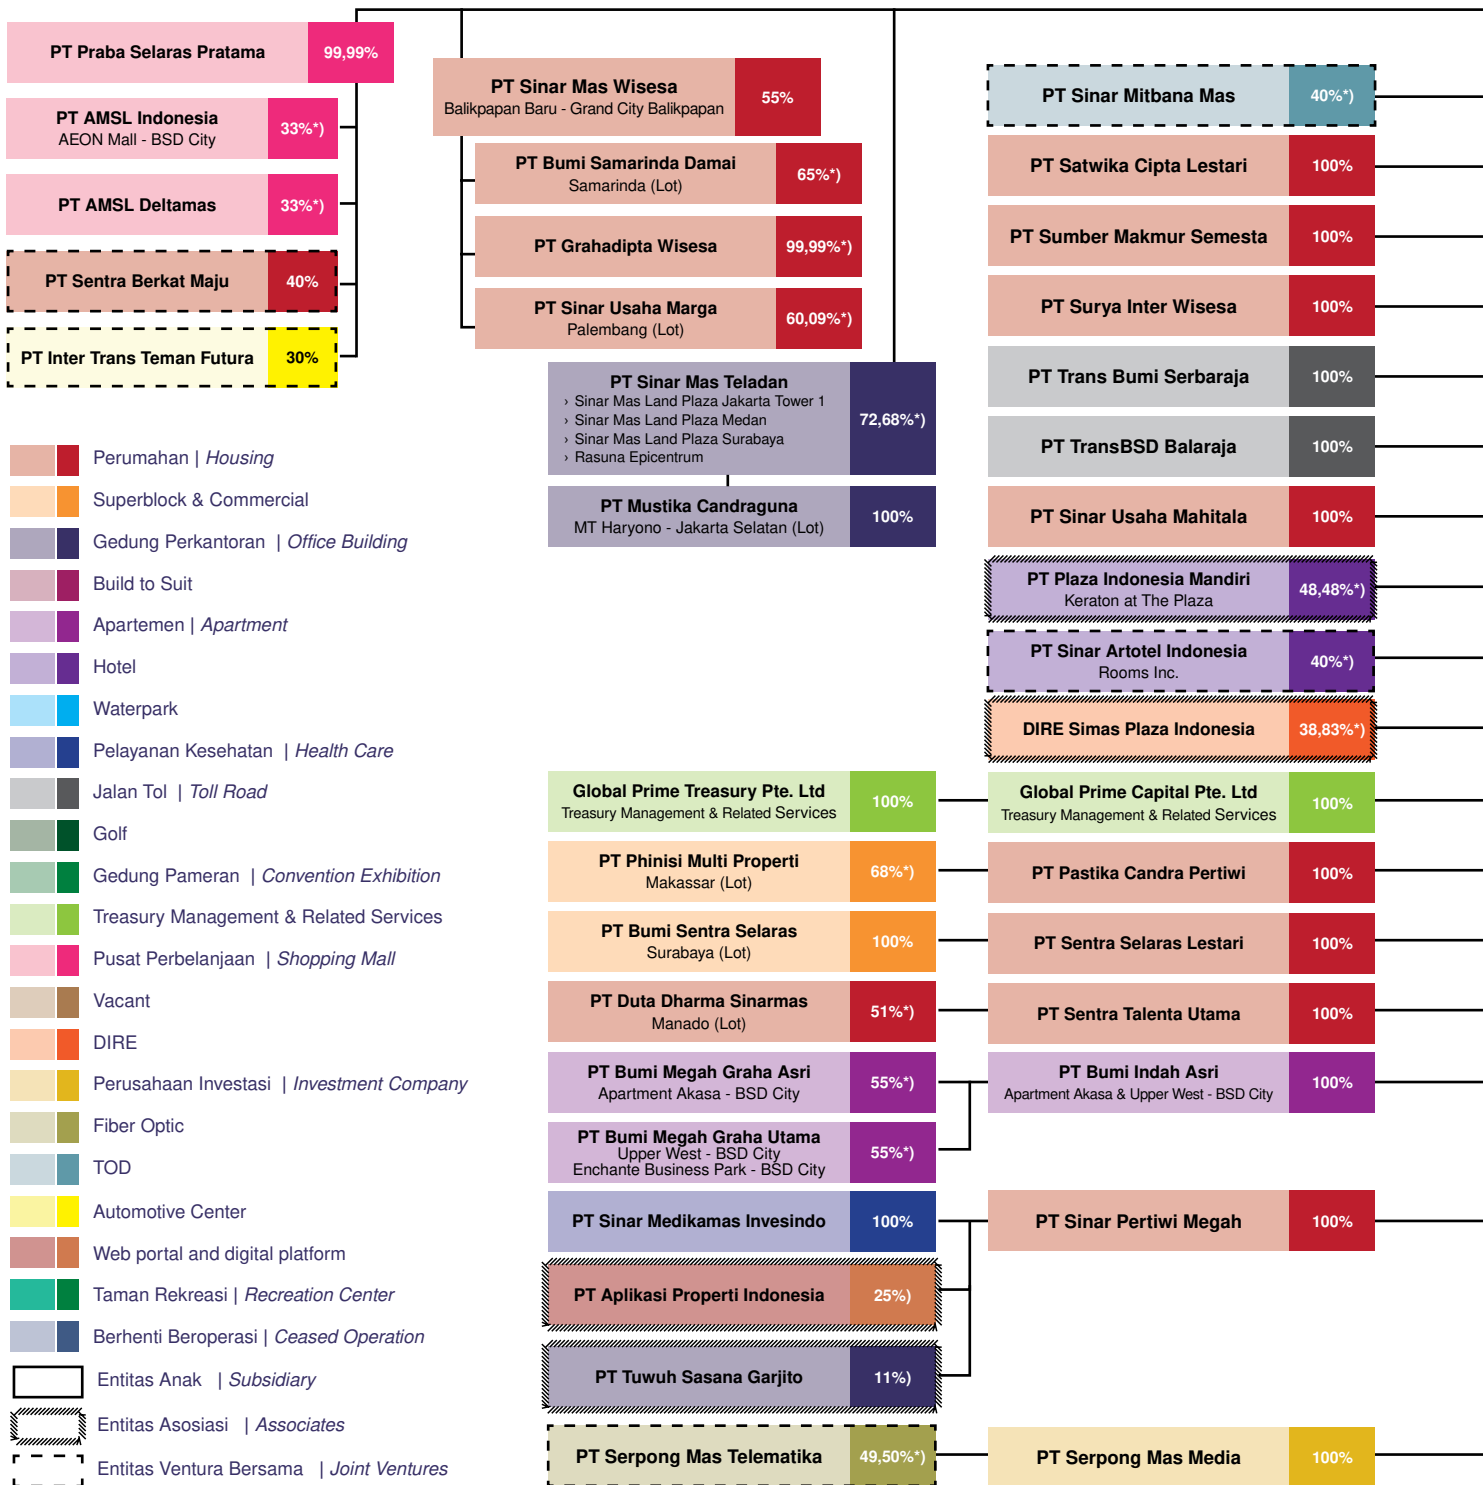 PT Praba Selaras Pratama
99,99%
PT AMSL Indonesia
AEON Mall - BSD City
33%*)
PT AMSL Deltamas
33%*)
PT Sentra Berkat Maju
40%
PT Inter Trans Teman Futura
30%
PT Sinar Mas Wisesa
Balikpapan Baru - Grand City Balikpapan
55%
PT Bumi Samarinda Damai
Samarinda (Lot)
65%*)
PT Grahadipta Wisesa
99,99%*)
PT Sinar Usaha Marga
Palembang (Lot)
60,09%*)
PT Sinar Mas Teladan
› Sinar Mas Land Plaza Jakarta Tower 1
› Sinar Mas Land Plaza Medan
› Sinar Mas Land Plaza Surabaya
› Rasuna Epicentrum
72,68%*)
PT Mustika Candraguna
MT Haryono - Jakarta Selatan (Lot)
100%
PT Sinar Mitbana Mas
40%*)
PT Satwika Cipta Lestari
100%
PT Sumber Makmur Semesta
100%
PT Surya Inter Wisesa
100%
PT Trans Bumi Serbaraja
100%
PT TransBSD Balaraja
100%
PT Sinar Usaha Mahitala
100%
PT Plaza Indonesia Mandiri
Keraton at The Plaza
48,48%*)
PT Sinar Artotel Indonesia
Rooms Inc.
40%*)
DIRE Simas Plaza Indonesia
38,83%*)
Global Prime Treasury Pte. Ltd
Treasury Management & Related Services
100%
Global Prime Capital Pte. Ltd
Treasury Management & Related Services
100%
PT Phinisi Multi Properti
Makassar (Lot)
68%*)
PT Pastika Candra Pertiwi
100%
PT Bumi Sentra Selaras
Surabaya (Lot)
100%
PT Sentra Selaras Lestari
100%
PT Duta Dharma Sinarmas
Manado (Lot)
51%*)
PT Sentra Talenta Utama
100%
PT Bumi Megah Graha Asri
Apartment Akasa - BSD City
55%*)
PT Bumi Indah Asri
Apartment Akasa & Upper West - BSD City
100%
PT Bumi Megah Graha Utama
Upper West - BSD City
Enchante Business Park - BSD City
55%*)
PT Sinar Medikamas Invesindo
100%
PT Sinar Pertiwi Megah
100%
PT Aplikasi Properti Indonesia
25%)
PT Tuwuh Sasana Garjito
11%)
PT Serpong Mas Telematika
49,50%*)
PT Serpong Mas Media
100%
Perumahan | Housing
Superblock & Commercial
Gedung Perkantoran | Office Building
Build to Suit
Apartemen | Apartment
Hotel
Waterpark
Pelayanan Kesehatan | Health Care
Jalan Tol | Toll Road
Golf
Gedung Pameran | Convention Exhibition
Treasury Management & Related Services
Pusat Perbelanjaan | Shopping Mall
Vacant
DIRE
Perusahaan Investasi | Investment Company
Fiber Optic
TOD
Automotive Center
Web portal and digital platform
Taman Rekreasi | Recreation Center
Berhenti Beroperasi | Ceased Operation
Entitas Anak | Subsidiary
Entitas Asosiasi | Associates
Entitas Ventura Bersama | Joint Ventures